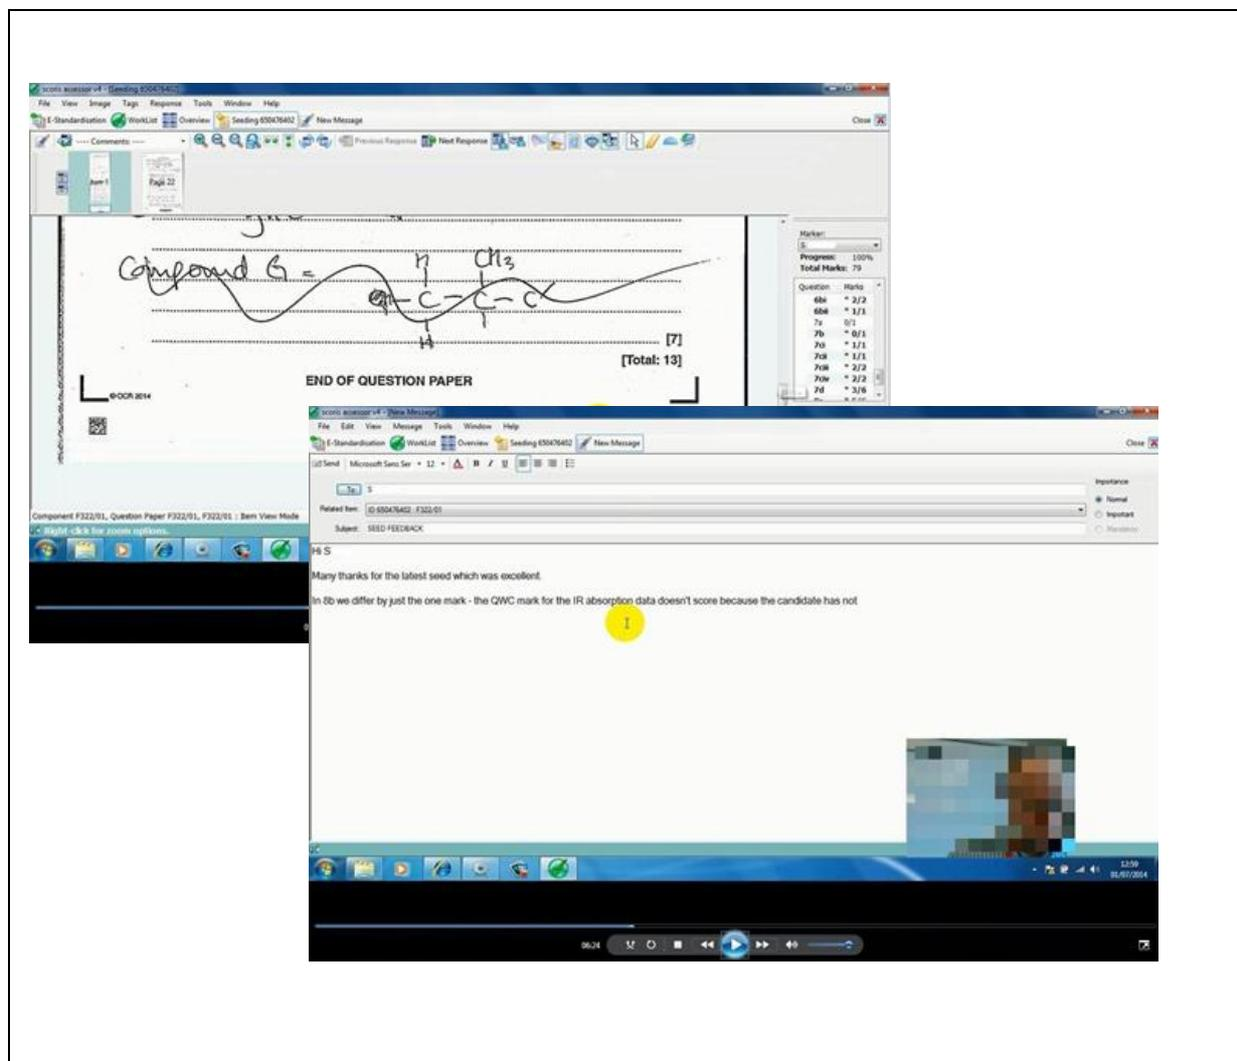 scoris assessor v4 - [Seeding 650476402]
File View Image Tags Response Tools Window Help
E-Standardisation WorkList Overview Seeding 650476402 New Message Close
---- Comments: ---- Previous Response Next Response
Item 1 Page 22
Compound G =
H CH3
C - C - C
H
[7]
[Total: 13]
END OF QUESTION PAPER
© OCR 2014
Marker:
S
Progress: 100%
Total Marks: 79
Question Marks
6bi * 2/2
6bii * 1/1
7a 0/1
7b * 0/1
7ci * 1/1
7cii * 1/1
7ciii * 2/2
7civ * 2/2
7d * 3/6
Component F322/01, Question Paper F322/01, F322/01 : Item View Mode
Right-click for zoom options.
scoris assessor v4 - [New Message]
File Edit View Message Tools Window Help
E-Standardisation WorkList Overview Seeding 650476402 New Message Close
Send Microsoft Sans Ser 12 A B I U
To S
Related Item: ID 650476402 F322/01
Subject: SEED FEEDBACK
Importance
Normal
Important
Mandatory
Hi S
Many thanks for the latest seed which was excellent.
In 8b we differ by just the one mark - the QWC mark for the IR absorption data doesn't score because the candidate has not
12:59
01/07/2014
06:24